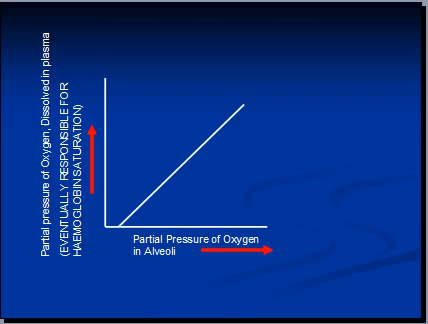 Partial pressure of Oxygen, Dissolved in plasma
(EVENTUALLY RESPONSIBLE FOR
HAEMOGLOBIN SATURATION)
Partial Pressure of Oxygen
in Alveoli